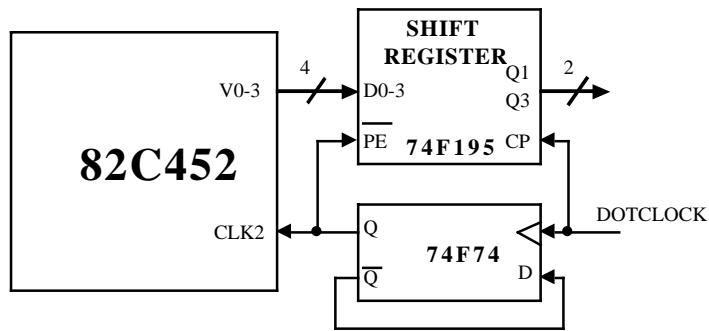 SHIFT
REGISTER
4
2
V0-3
D0-3
Q1
Q3
82C452
PE
74F195
CP
CLK2
Q
DOTCLOCK
74F74
Q
D